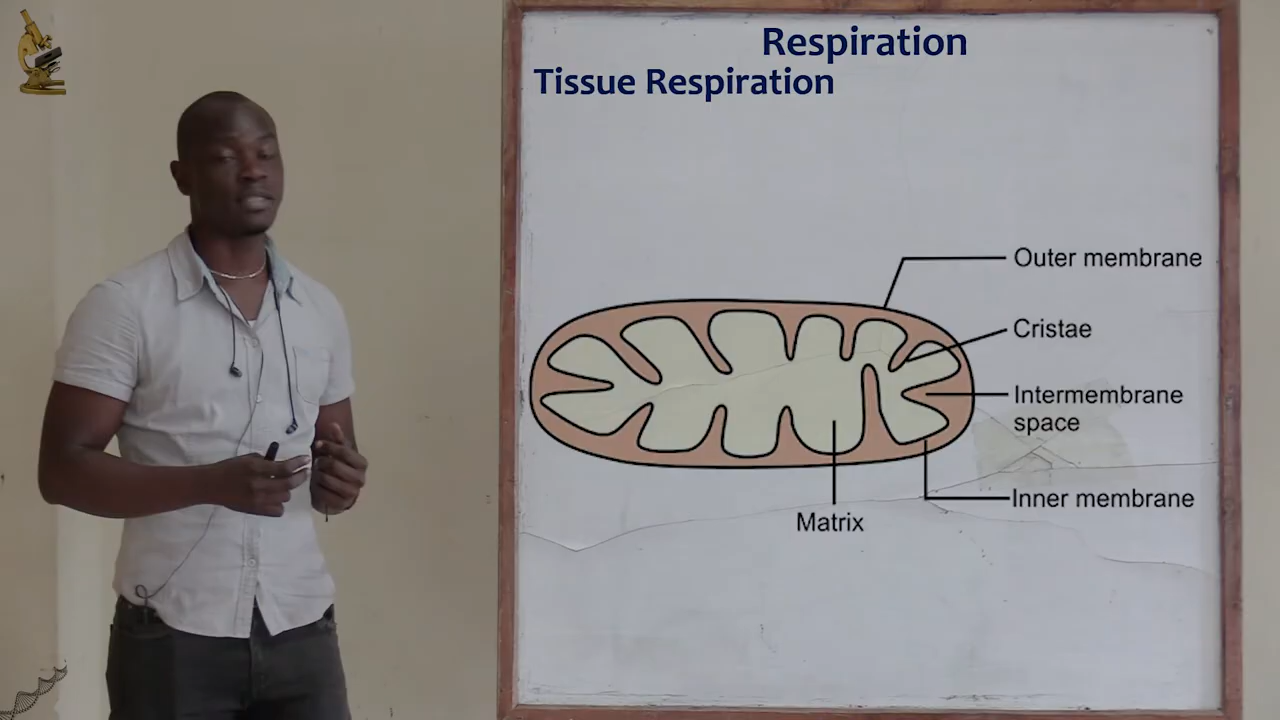 Respiration
Tissue Respiration
Outer membrane
Cristae
Intermembrane
space
Inner membrane
Matrix